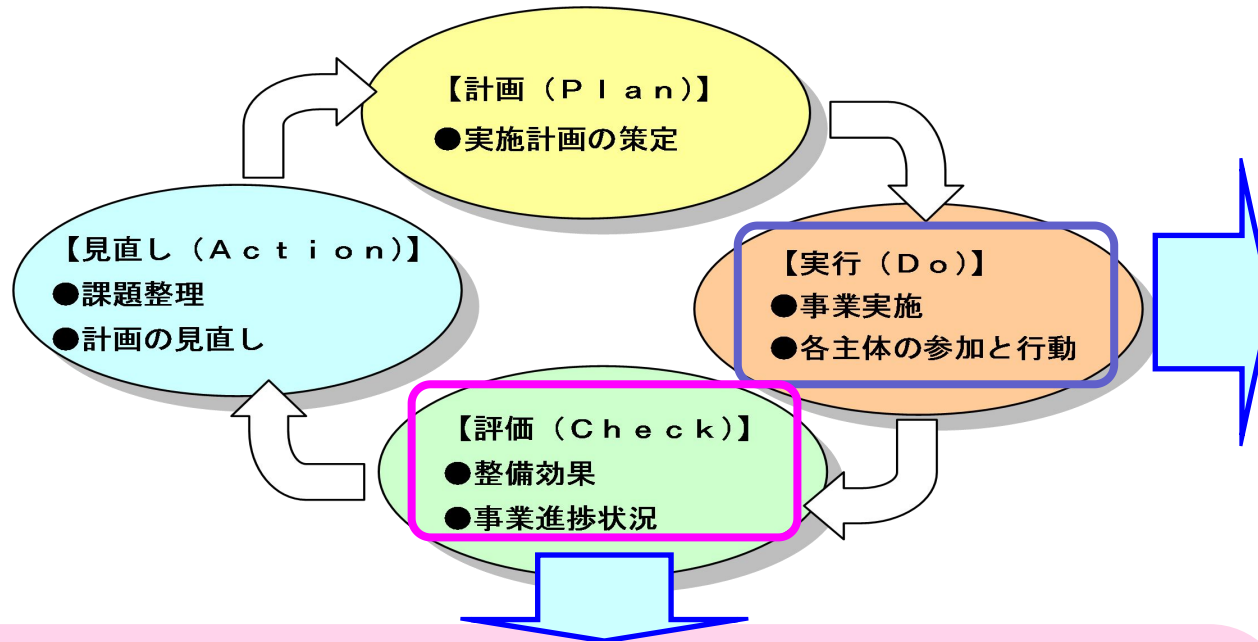 【計画（Ｐｌａｎ）】
●実施計画の策定
【実行（Ｄｏ）】
●事業実施
●各主体の参加と行動
【評価（Ｃｈｅｃｋ）】
●整備効果
●事業進捗状況
【見直し（Ａｃｔｉｏｎ）】
●課題整理
●計画の見直し